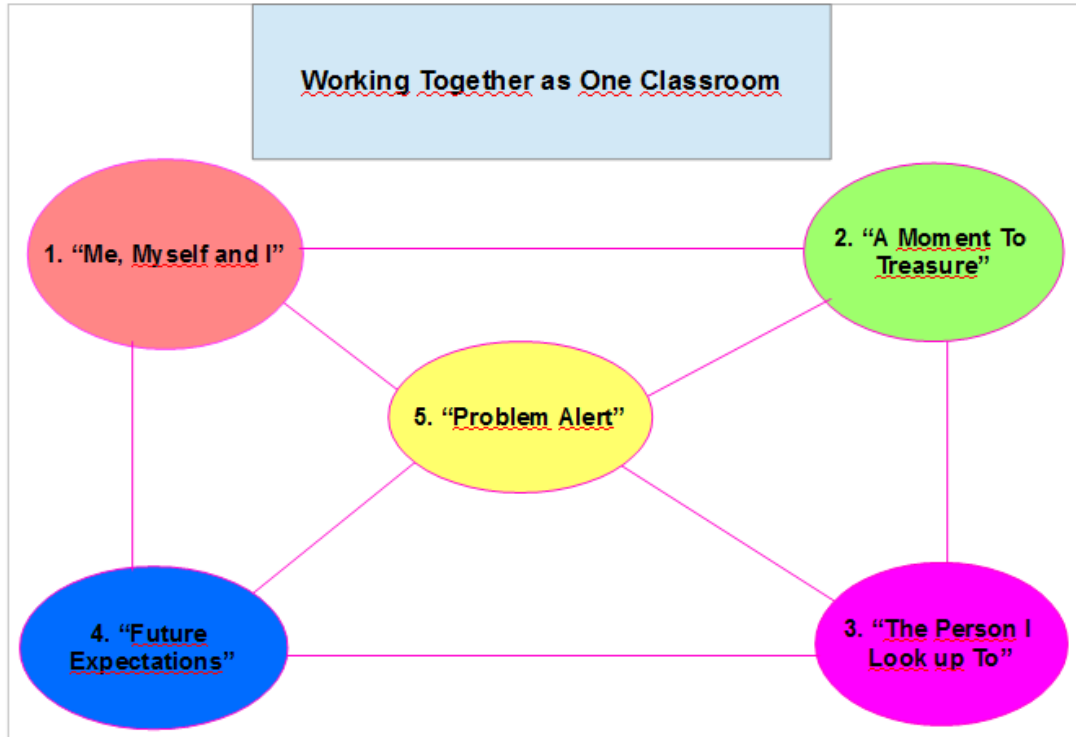 Working Together as One Classroom
1. “Me, Myself and I”
2. “A Moment To
Treasure”
5. “Problem Alert”
4. “Future
Expectations”
3. “The Person I
Look up To”